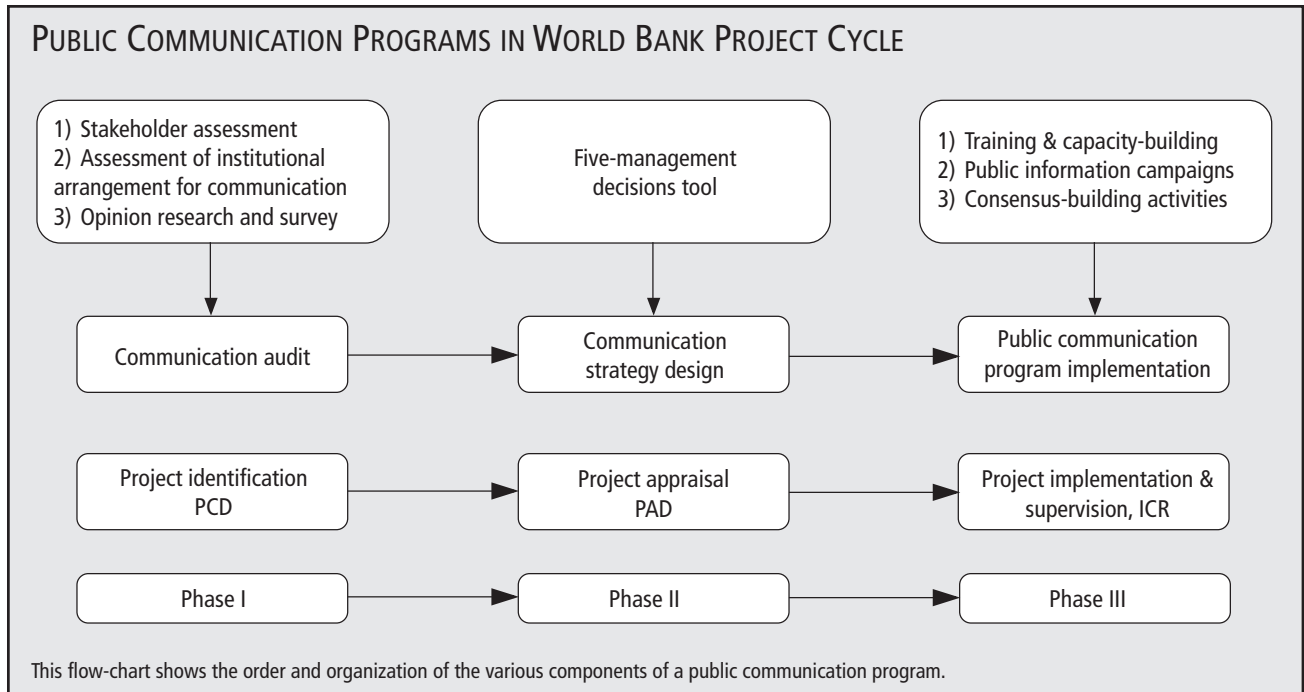 PUBLIC COMMUNICATION PROGRAMS IN WORLD BANK PROJECT CYCLE
1) Stakeholder assessment
2) Assessment of institutional
arrangement for communication
3) Opinion research and survey
Five-management
decisions tool
1) Training & capacity-building
2) Public information campaigns
3) Consensus-building activities
Communication audit
Communication
strategy design
Public communication
program implementation
Project identification
PCD
Project appraisal
PAD
Project implementation &
supervision, ICR
Phase I
Phase II
Phase III
This flow-chart shows the order and organization of the various components of a public communication program.